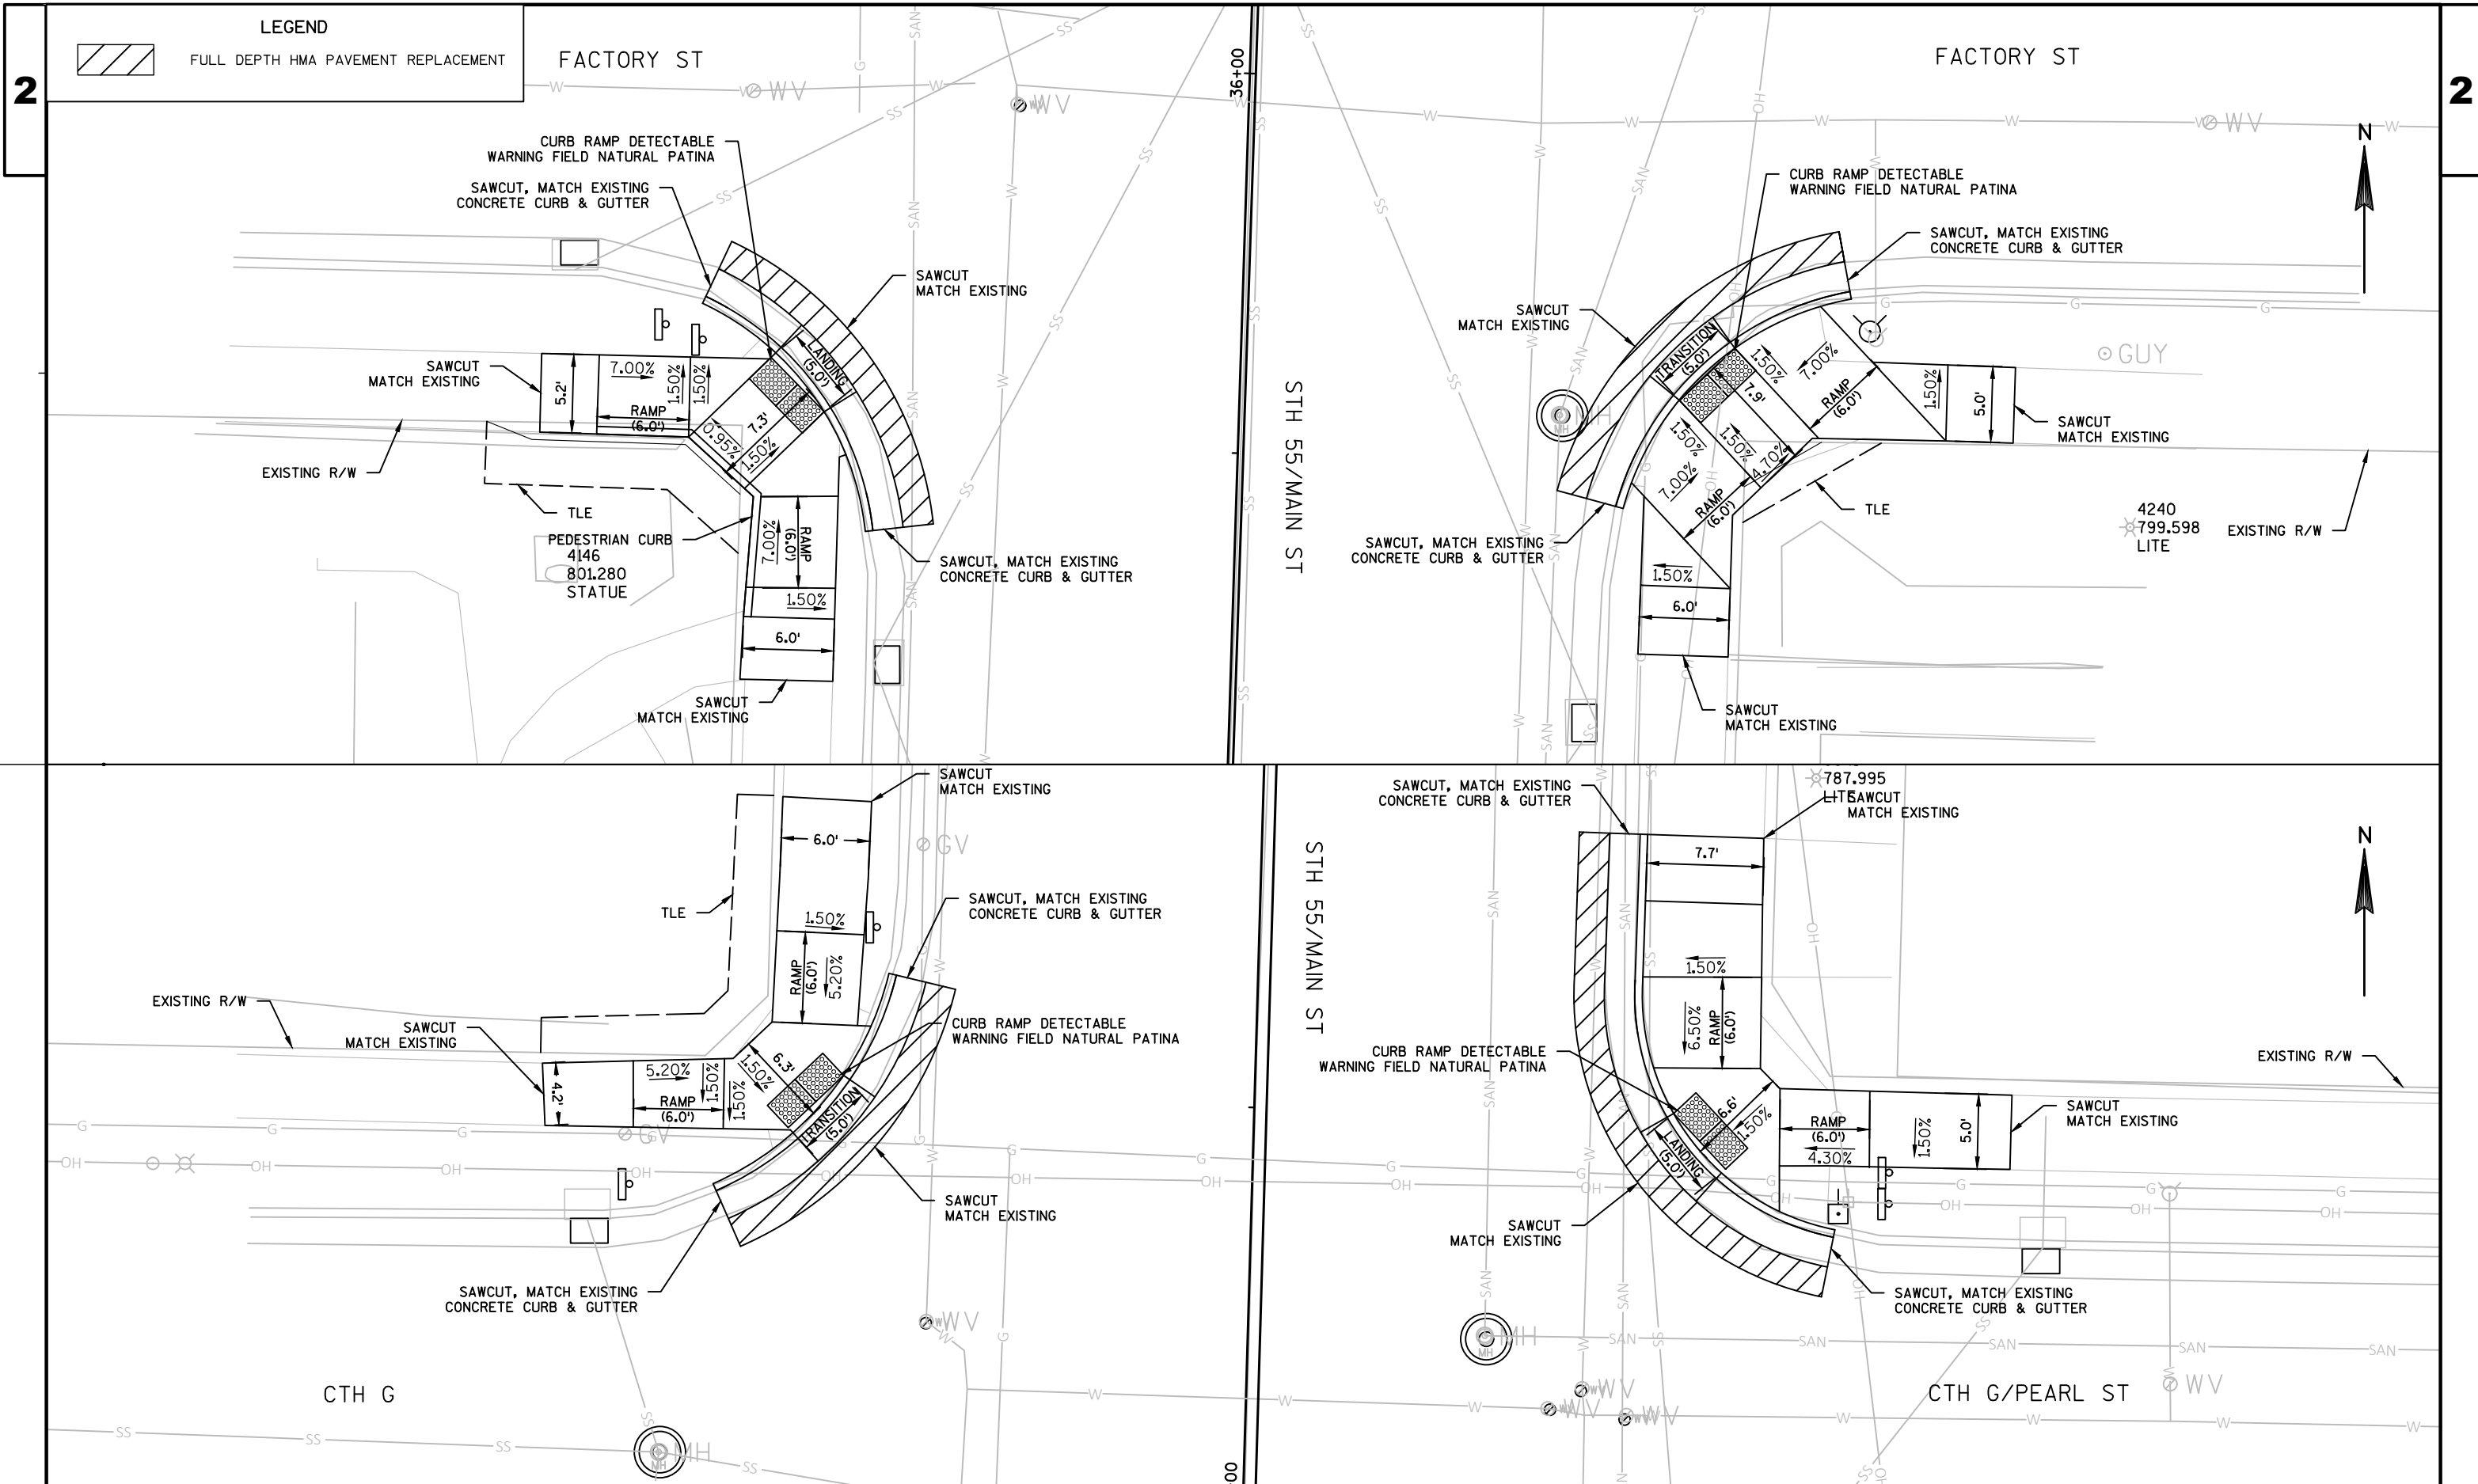 2
LEGEND
FULL DEPTH HMA PAVEMENT REPLACEMENT
FACTORY ST
WV
WV
CURB RAMP DETECTABLE
WARNING FIELD NATURAL PATINA
SAWCUT, MATCH EXISTING
CONCRETE CURB & GUTTER
SAWCUT
MATCH EXISTING
SAWCUT
MATCH EXISTING
5.2'
7.00%
RAMP
(6.0')
1.50%
1.50%
LANDING
(5.0')
7.3'
0.95%
1.50%
EXISTING R/W
TLE
PEDESTRIAN CURB
4146
801.280
STATUE
7.00%
RAMP
(6.0')
1.50%
6.0'
SAWCUT, MATCH EXISTING
CONCRETE CURB & GUTTER
SAWCUT
MATCH EXISTING
36+00
STH 55/MAIN ST
FACTORY ST
WV
N
2
CURB RAMP DETECTABLE
WARNING FIELD NATURAL PATINA
SAWCUT, MATCH EXISTING
CONCRETE CURB & GUTTER
SAWCUT
MATCH EXISTING
TRANSITION
(5.0')
1.50%
7.00%
RAMP
(6.0')
7.9'
1.50%
1.50%
4.70%
7.00%
RAMP
(6.0')
1.50%
5.0'
GUY
MH
MH
SAWCUT
MATCH EXISTING
TLE
4240
799.598
LITE
EXISTING R/W
SAWCUT, MATCH EXISTING
CONCRETE CURB & GUTTER
1.50%
6.0'
SAWCUT
MATCH EXISTING
SAWCUT
MATCH EXISTING
6.0'
GV
TLE
1.50%
RAMP
(6.0')
5.20%
SAWCUT, MATCH EXISTING
CONCRETE CURB & GUTTER
EXISTING R/W
SAWCUT
MATCH EXISTING
CURB RAMP DETECTABLE
WARNING FIELD NATURAL PATINA
4.2'
5.20%
RAMP
(6.0')
1.50%
1.50%
1.50%
6.3'
TRANSITION
(5.0')
GV
SAWCUT
MATCH EXISTING
SAWCUT, MATCH EXISTING
CONCRETE CURB & GUTTER
WV
CTH G
MH
MH
00
STH 55/MAIN ST
SAWCUT, MATCH EXISTING
CONCRETE CURB & GUTTER
787.995
LITE
SAWCUT
MATCH EXISTING
7.7'
1.50%
6.50%
RAMP
(6.0')
N
CURB RAMP DETECTABLE
WARNING FIELD NATURAL PATINA
6.6'
1.50%
LANDING
(5.0')
RAMP
(6.0')
4.30%
1.50%
5.0'
EXISTING R/W
SAWCUT
MATCH EXISTING
SAWCUT
MATCH EXISTING
SAWCUT, MATCH EXISTING
CONCRETE CURB & GUTTER
MH
MH
WV
WV
WV
WV
CTH G/PEARL ST
W
SS
SAN
G
OH